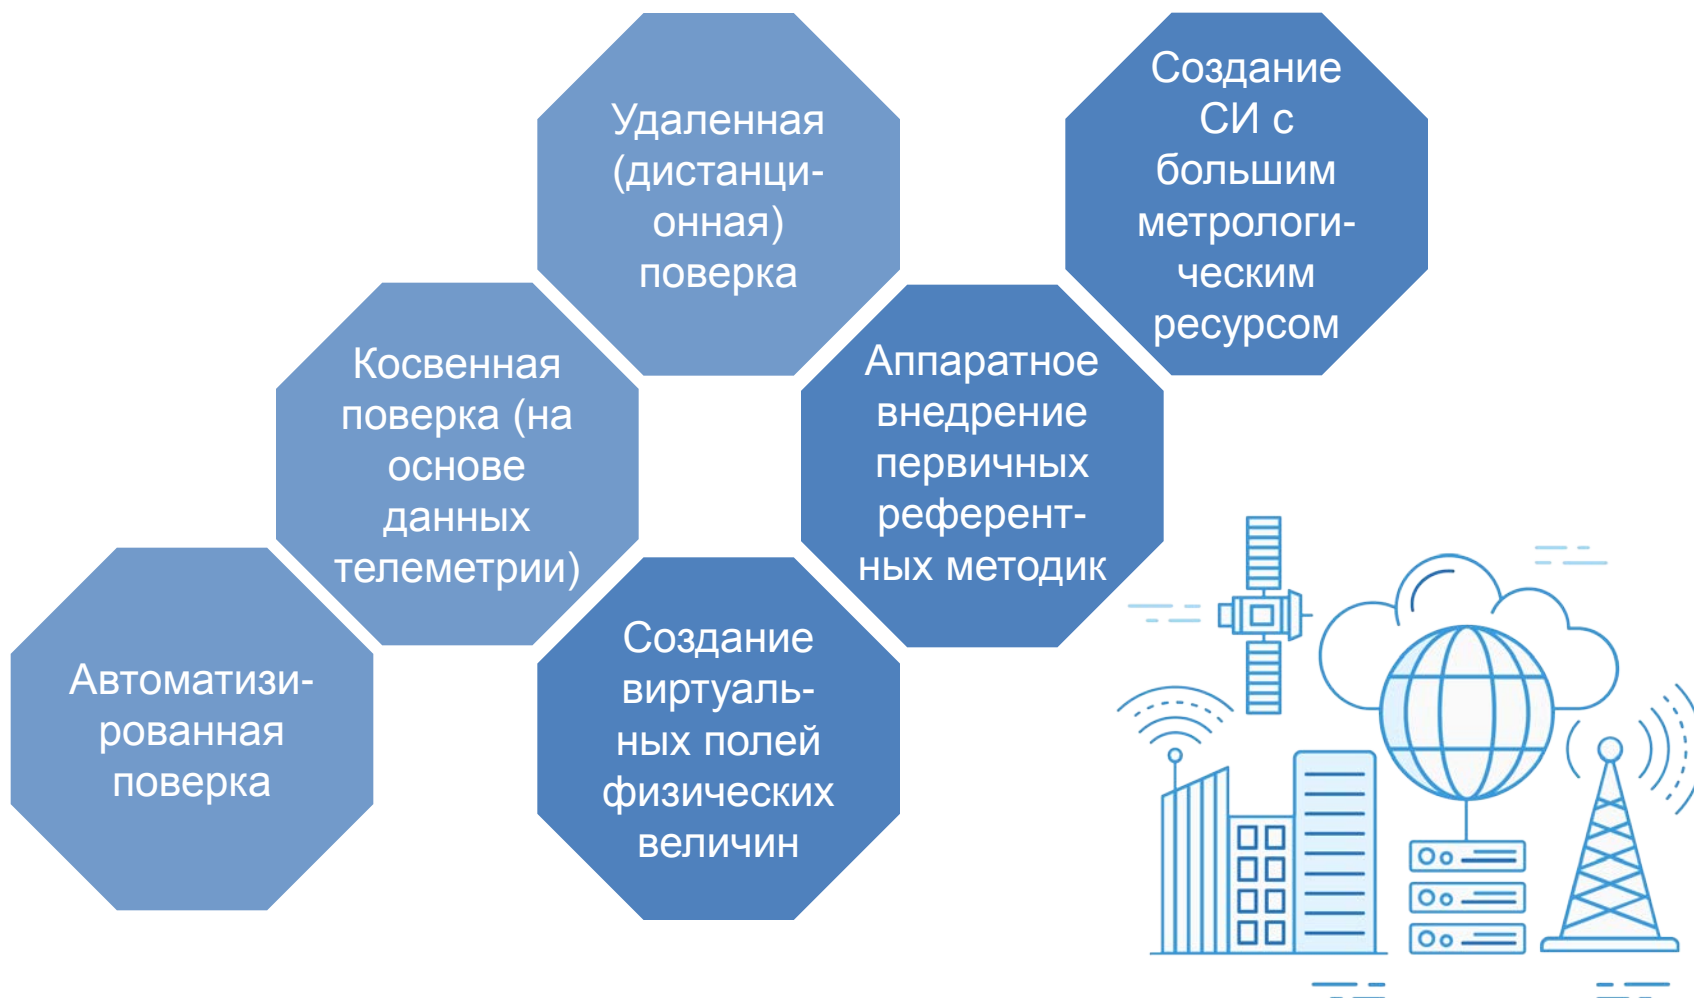 Удаленная
(дистанци-
онная)
поверка
Создание
СИ с
большим
метрологи-
ческим
ресурсом
Косвенная
поверка (на
основе
данных
телеметрии)
Аппаратное
внедрение
первичных
референт-
ных методик
Автоматизи-
рованная
поверка
Создание
виртуаль-
ных полей
физических
величин